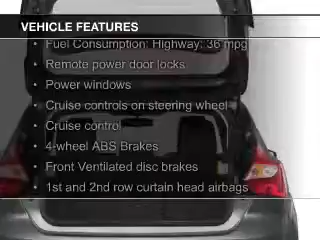 VEHICLE FEATURES
• Fuel Consumption: Highway: 36 mpg
• Remote power door locks
• Power windows
• Cruise controls on steering wheel
• Cruise control
• 4-wheel ABS Brakes
• Front Ventilated disc brakes
• 1st and 2nd row curtain head airbags